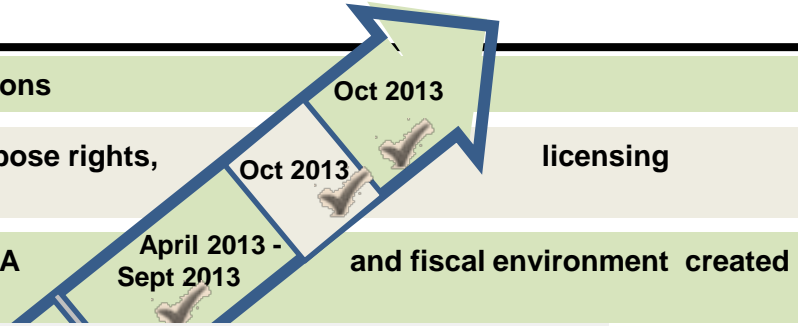 ons
Oct 2013
pose rights,
Oct 2013
licensing
A
April 2013 -
Sept 2013
and fiscal environment created